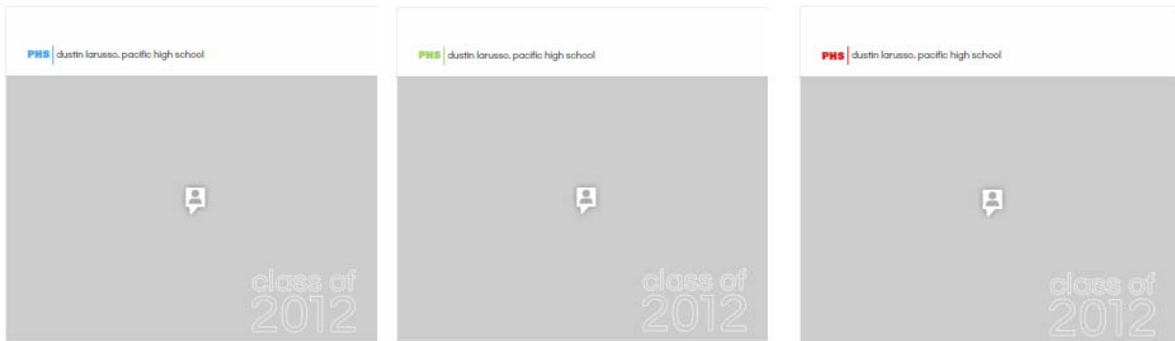 PHS dustin larusso, pacific high school
class of
2012
PHS dustin larusso, pacific high school
class of
2012
PHS dustin larusso, pacific high school
class of
2012